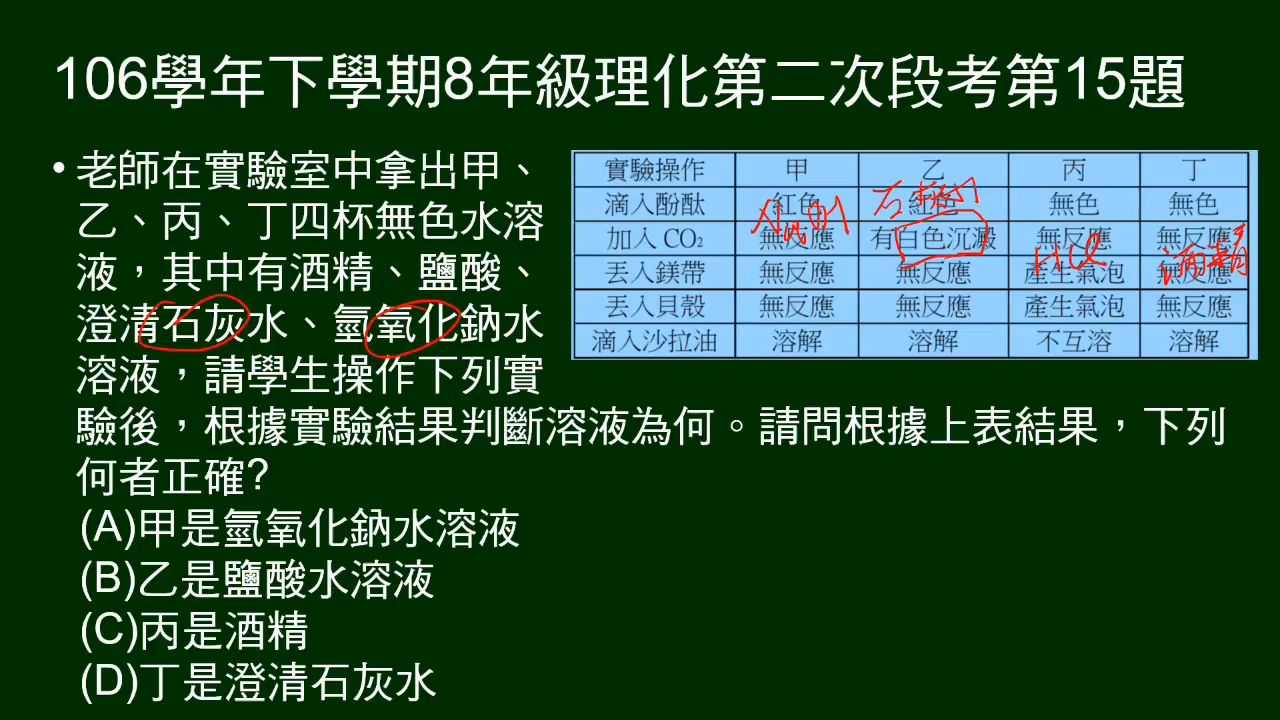 106學年下學期8年級理化第二次段考第15題
• 老師在實驗室中拿出甲、
乙、丙、丁四杯無色水溶
液，其中有酒精、鹽酸、
澄清石灰水、氫氧化鈉水
溶液，請學生操作下列實
驗後，根據實驗結果判斷溶液為何。請問根據上表結果，下列
何者正確?
(A)甲是氫氧化鈉水溶液
(B)乙是鹽酸水溶液
(C)丙是酒精
(D)丁是澄清石灰水
實驗操作 甲 乙 丙 丁
滴入酚酞 紅色 紅色 無色 無色
加入 CO₂ 無反應 有白色沉澱 無反應 無反應
丟入鎂帶 無反應 無反應 產生氣泡 無反應
丟入貝殼 無反應 無反應 產生氣泡 無反應
滴入沙拉油 溶解 溶解 不互溶 溶解
NaOH
HCl
酒精